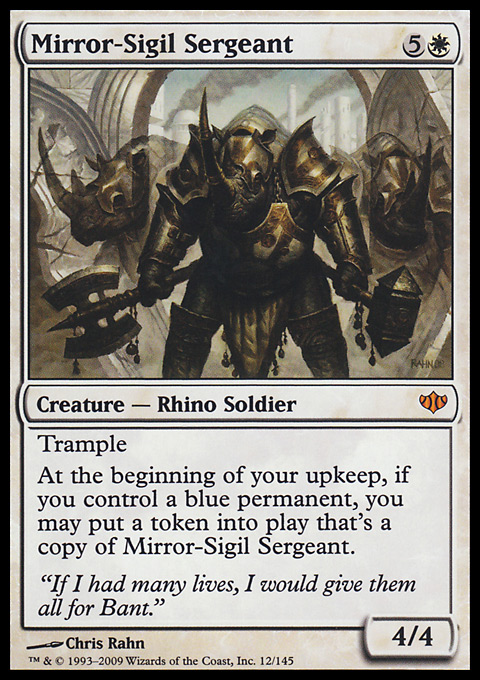 Mirror-Sigil Sergeant 5
RAHN 08
Creature — Rhino Soldier
Trample
At the beginning of your upkeep, if
you control a blue permanent, you
may put a token into play that's a
copy of Mirror-Sigil Sergeant.
“If I had many lives, I would give them
all for Bant.”
Chris Rahn
4/4
™ & © 1993–2009 Wizards of the Coast, Inc. 12/145